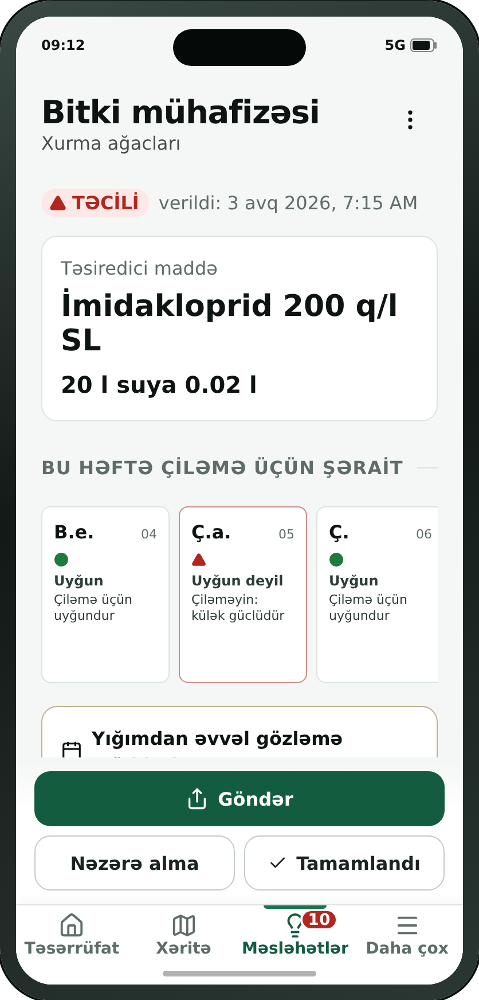 09:12
5G
Bitki mühafizəsi
Xurma ağacları
TƏCİLİ
verildi: 3 avq 2026, 7:15 AM
Təsiredici maddə
İmidakloprid 200 q/l
SL
20 l suya 0.02 l
BU HƏFTƏ ÇİLƏMƏ ÜÇÜN ŞƏRAİT
B.e. 04
Uyğun
Çiləmə üçün
uyğundur
Ç.a. 05
Uyğun deyil
Çiləməyin:
külək güclüdür
Ç. 06
Uyğun
Çiləmə üçün
uyğundur
Yığımdan əvvəl gözləmə
Göndər
Nəzərə alma
Tamamlandı
10
Təsərrüfat
Xəritə
Məsləhətlər
Daha çox